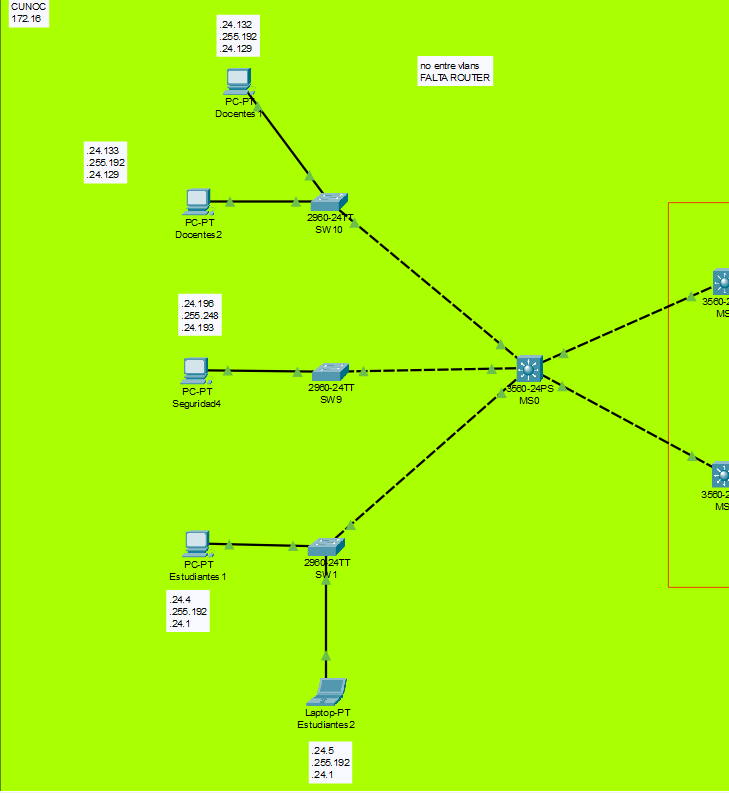 CUNOC
172.16
.24.132
.255.192
.24.129
no entre vlans
FALTA ROUTER
PC-PT
Docentes 1
.24.133
.255.192
.24.129
PC-PT
Docentes2
2960-24TT
SW10
.24.196
.255.248
.24.193
3560-2
MS
PC-PT
Seguridad4
2960-24TT
SW9
3560-24PS
MS0
3560-2
MS
PC-PT
Estudiantes 1
2960-24TT
SW1
.24.4
.255.192
.24.1
Laptop-PT
Estudiantes2
.24.5
.255.192
.24.1